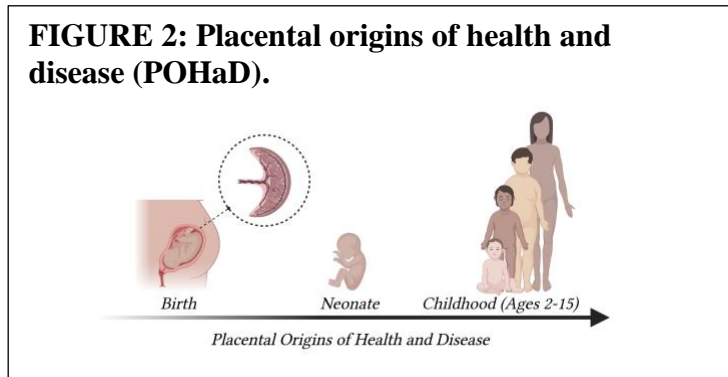 FIGURE 2: Placental origins of health and
disease (POHaD).
Birth
Neonate
Childhood (Ages 2-15)
Placental Origins of Health and Disease